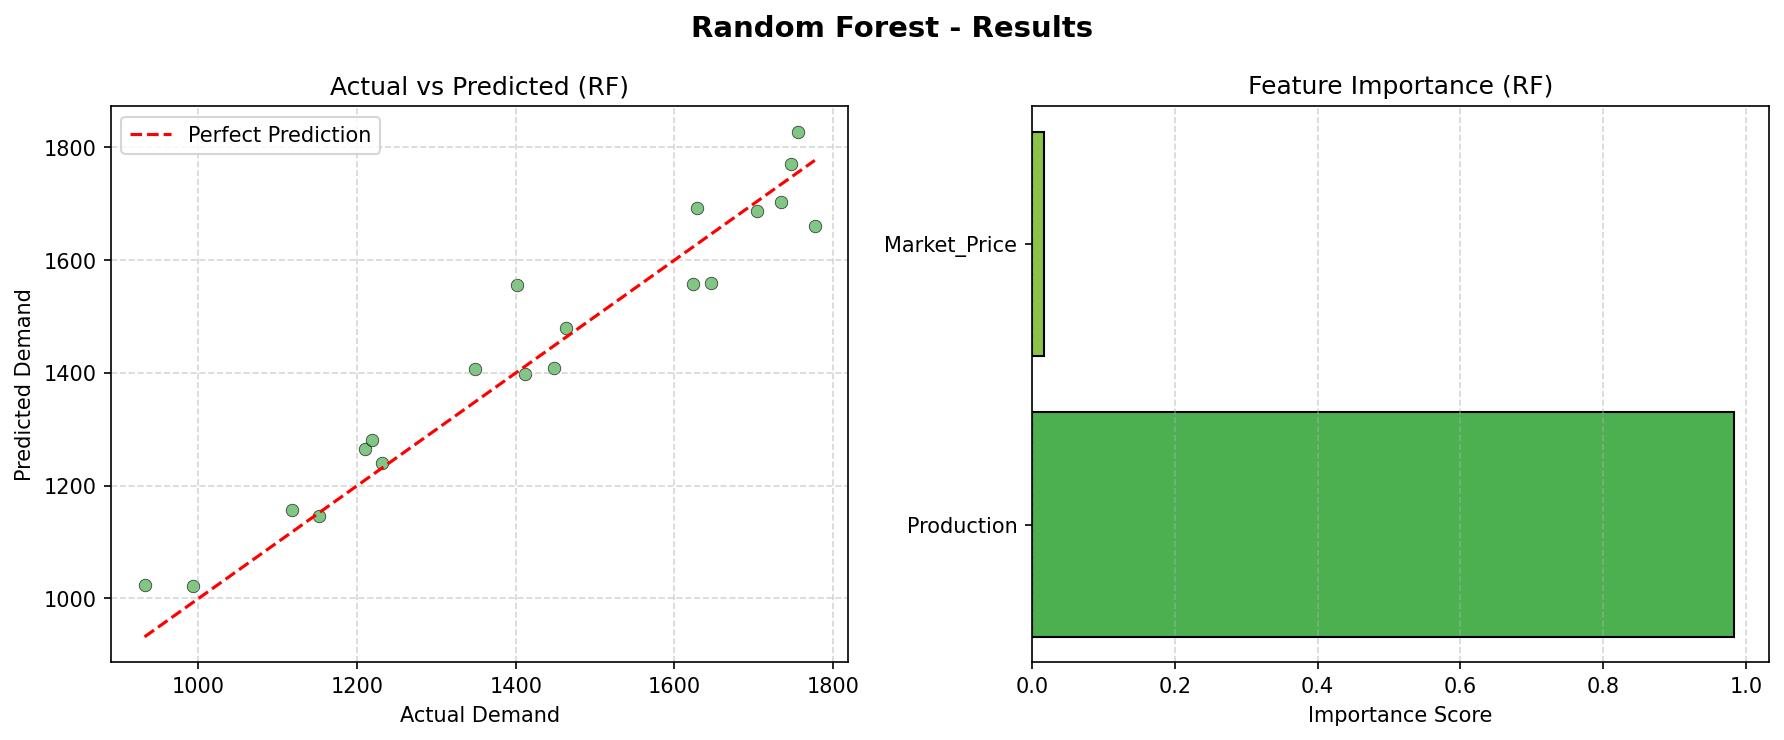 Random Forest - Results
Actual vs Predicted (RF)
Perfect Prediction
Predicted Demand
1800
1600
1400
1200
1000
1000 1200 1400 1600 1800
Actual Demand
Feature Importance (RF)
Market_Price
Production
0.0 0.2 0.4 0.6 0.8 1.0
Importance Score